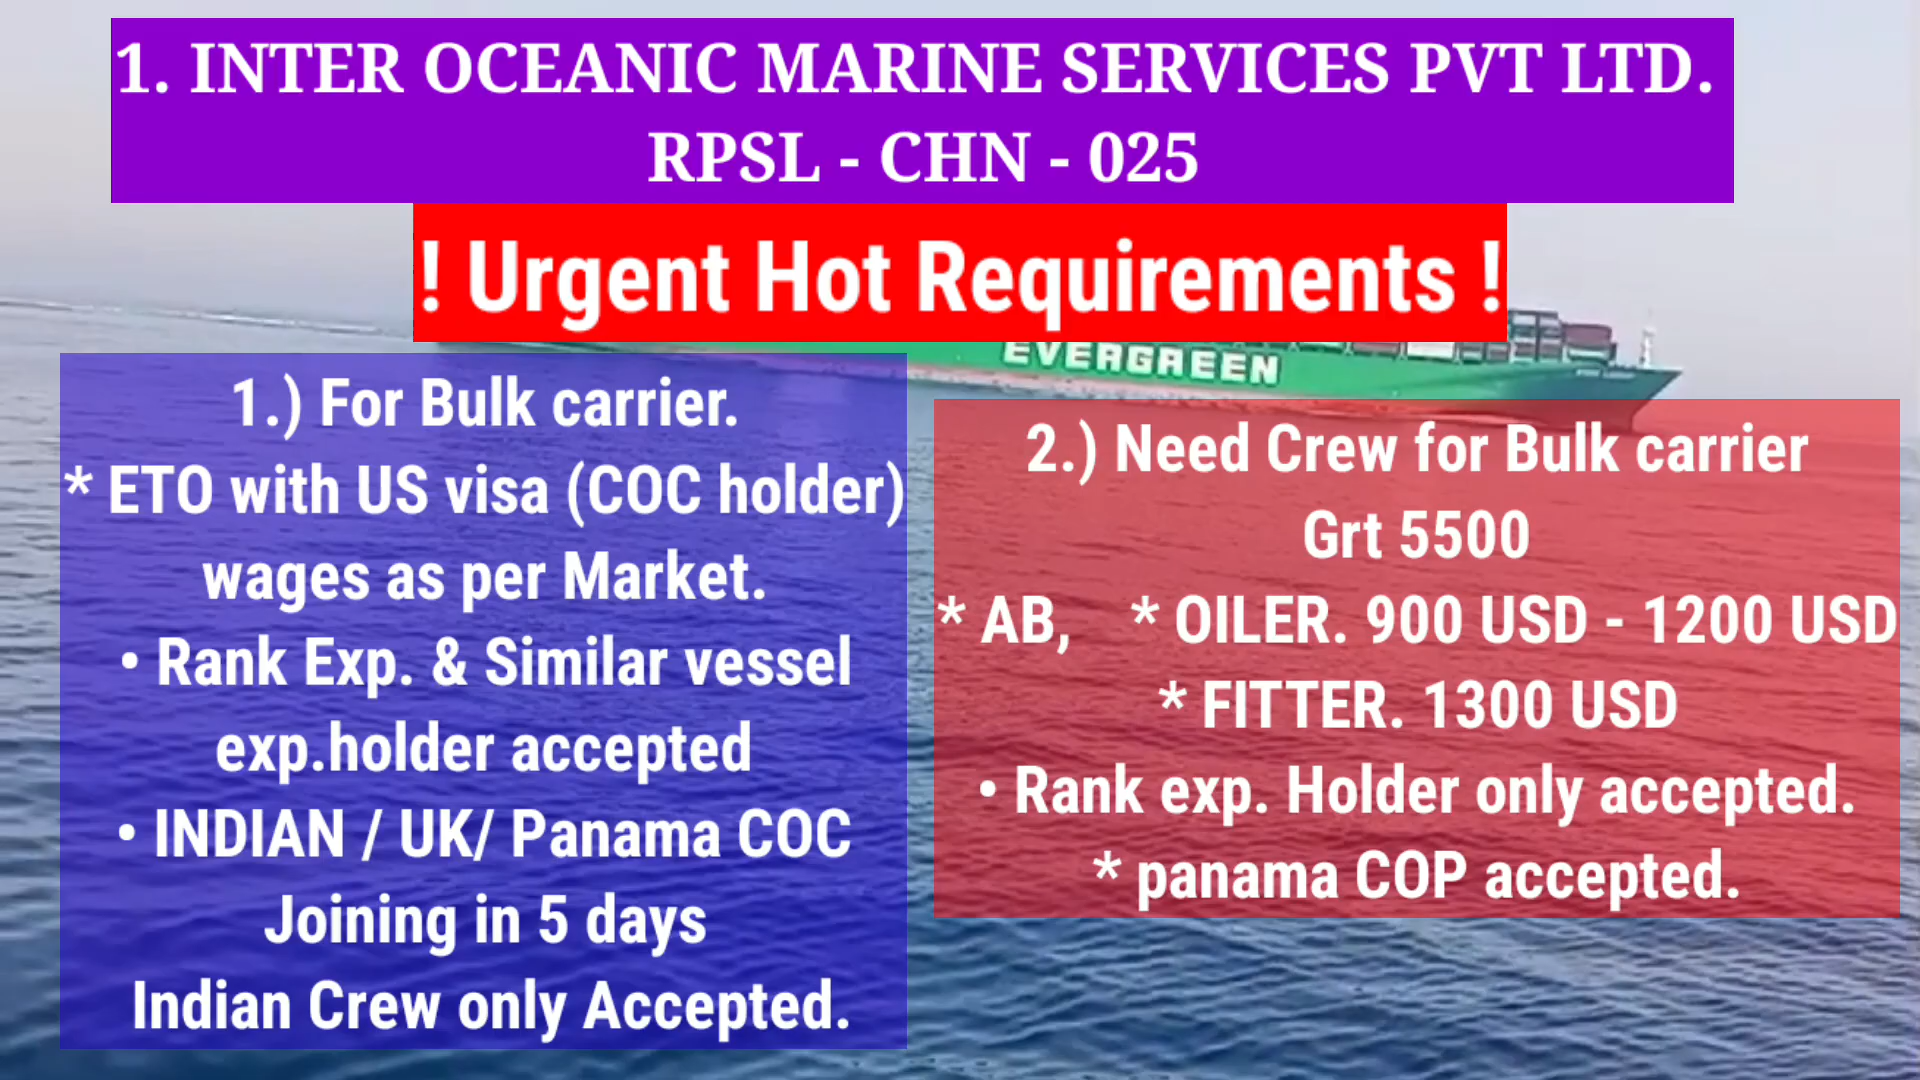 1. INTER OCEANIC MARINE SERVICES PVT LTD.
RPSL - CHN - 025
! Urgent Hot Requirements !
EVERGREEN
1.) For Bulk carrier.
* ETO with US visa (COC holder)
wages as per Market.
• Rank Exp. & Similar vessel
exp.holder accepted
• INDIAN / UK/ Panama COC
Joining in 5 days
Indian Crew only Accepted.
2.) Need Crew for Bulk carrier
Grt 5500
* AB, * OILER. 900 USD - 1200 USD
* FITTER. 1300 USD
• Rank exp. Holder only accepted.
* panama COP accepted.